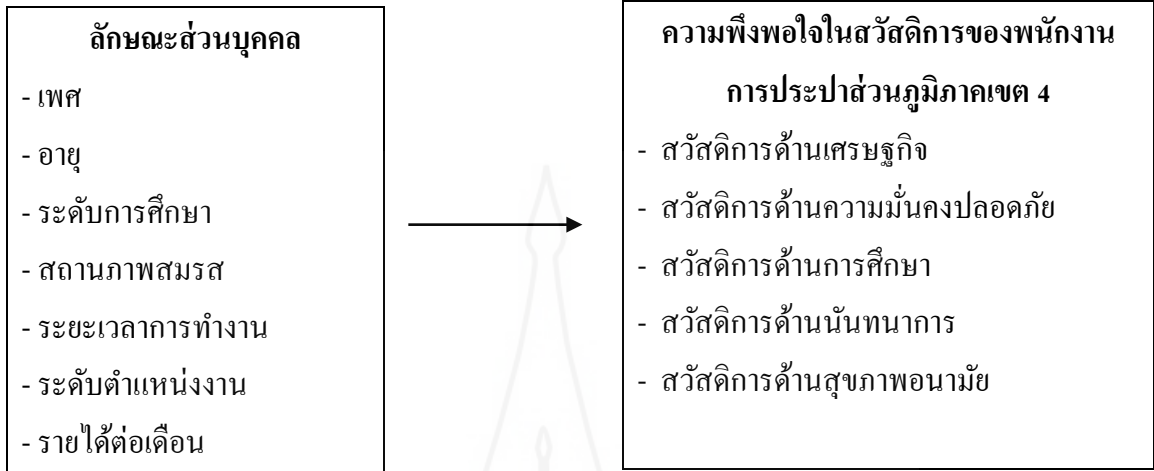 ลักษณะส่วนบุคคล
- เพศ
- อายุ
- ระดับการศึกษา
- สถานภาพสมรส
- ระยะเวลาการทำงาน
- ระดับตำแหน่งงาน
- รายได้ต่อเดือน
ความพึงพอใจในสวัสดิการของพนักงาน
การประปาส่วนภูมิภาคเขต 4
- สวัสดิการด้านเศรษฐกิจ
- สวัสดิการด้านความมั่นคงปลอดภัย
- สวัสดิการด้านการศึกษา
- สวัสดิการด้านนันทนาการ
- สวัสดิการด้านสุขภาพอนามัย